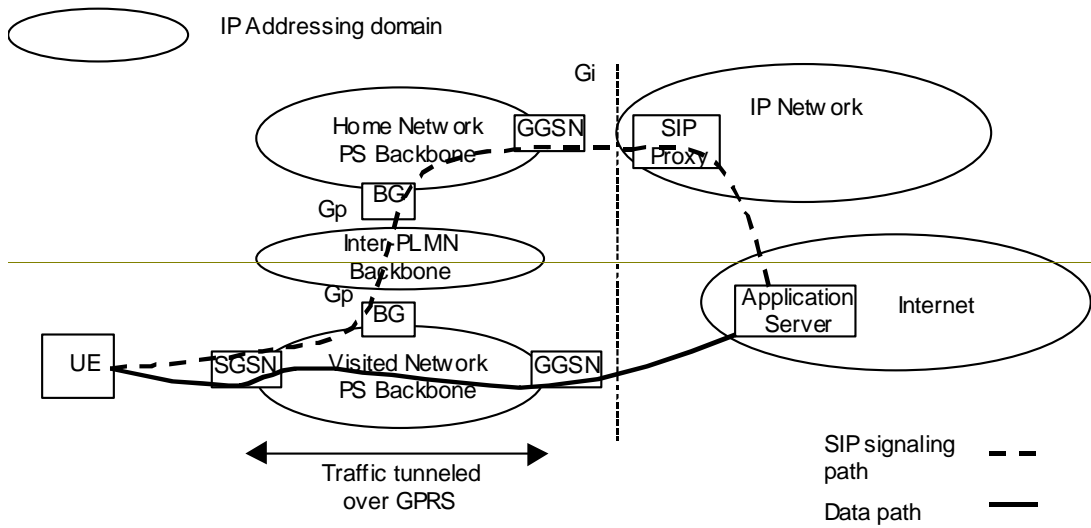 IP Addressing domain
Gi
IP Network
Home Network
PS Backbone
GGSN
SIP
Proxy
BG
Gp
Inter-PLMN
Backbone
Gp
BG
Application
Server
Internet
UE
SGSN
Visited Network
PS Backbone
GGSN
Traffic tunneled
over GPRS
SIP signaling
path
Data path